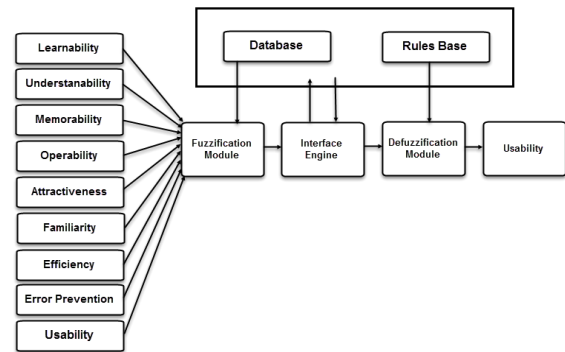 Learnability
Understanability
Memorability
Operability
Attractiveness
Familiarity
Efficiency
Error Prevention
Usability
Database
Rules Base
Fuzzification
Module
Interface
Engine
Defuzzification
Module
Usability